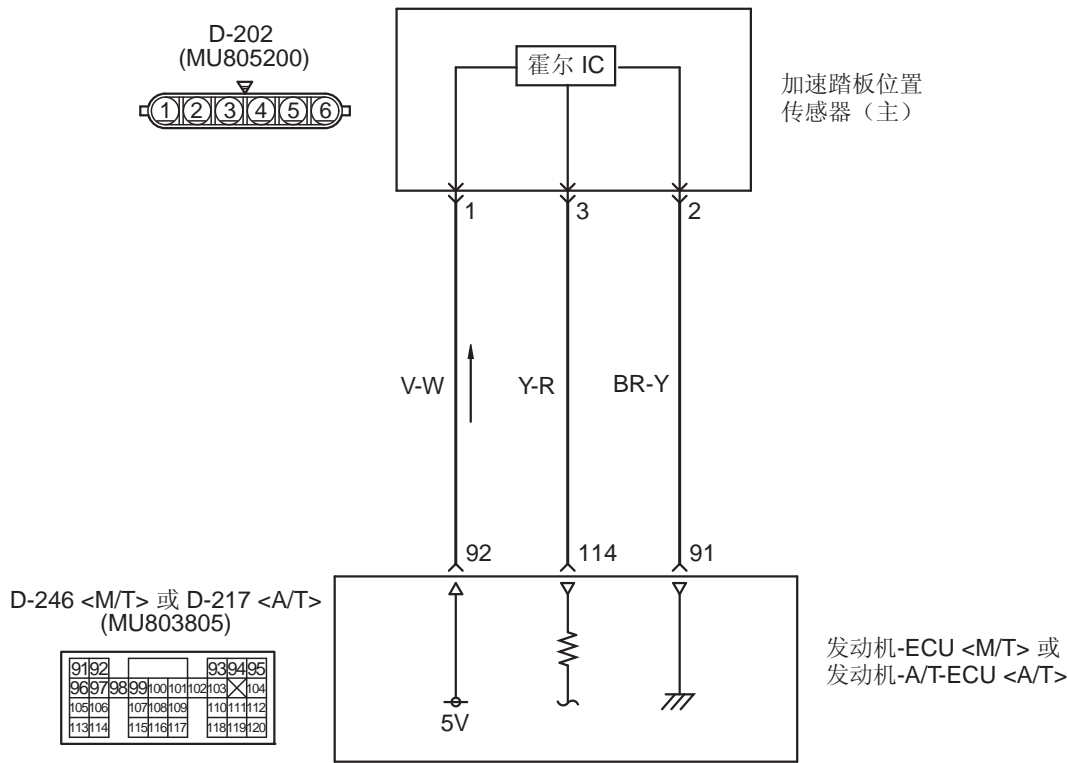 D-202
(MU805200)
1 2 3 4 5 6
霍尔 IC
加速踏板位置
传感器（主）
1
3
2
V-W
Y-R
BR-Y
92
114
91
D-246 <M/T> 或 D-217 <A/T>
(MU803805)
91 92 93 94 95
96 97 98 99 100 101 102 103 104
105 106 107 108 109 110 111 112
113 114 115 116 117 118 119 120
5V
发动机-ECU <M/T> 或
发动机-A/T-ECU <A/T>